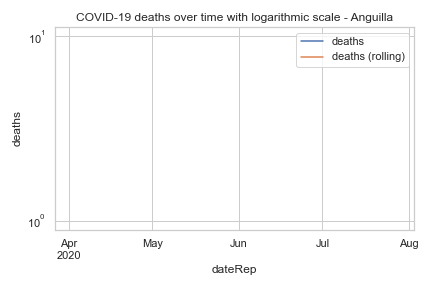 COVID-19 deaths over time with logarithmic scale - Anguilla
10¹
deaths
deaths (rolling)
deaths
10⁰
Apr May Jun Jul Aug
2020
dateRep